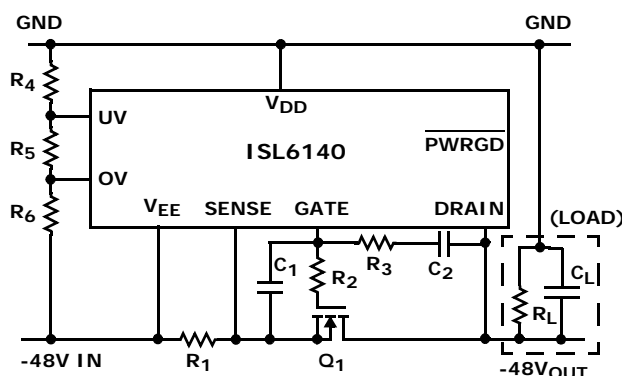 GND GND
R4
UV
VDD
R5
ISL6140
PWRGD
OV
R6
VEE SENSE GATE DRAIN
(LOAD)
C1
R2
R3
C2
RL
CL
-48V IN
R1
Q1
-48VOUT